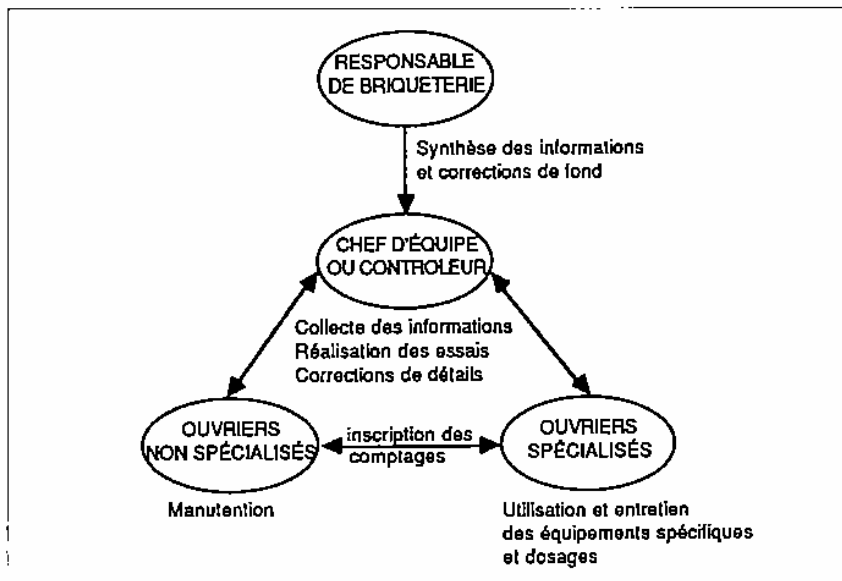 RESPONSABLE
DE BRIQUETERIE
Synthèse des informations
et corrections de fond
CHEF D'ÉQUIPE
OU CONTROLEUR
Collecte des informations
Réalisation des essais
Corrections de détails
OUVRIERS
NON SPÉCIALISÉS
inscription des
comptages
OUVRIERS
SPÉCIALISÉS
Manutention
Utilisation et entretien
des équipements spécifiques
et dosages